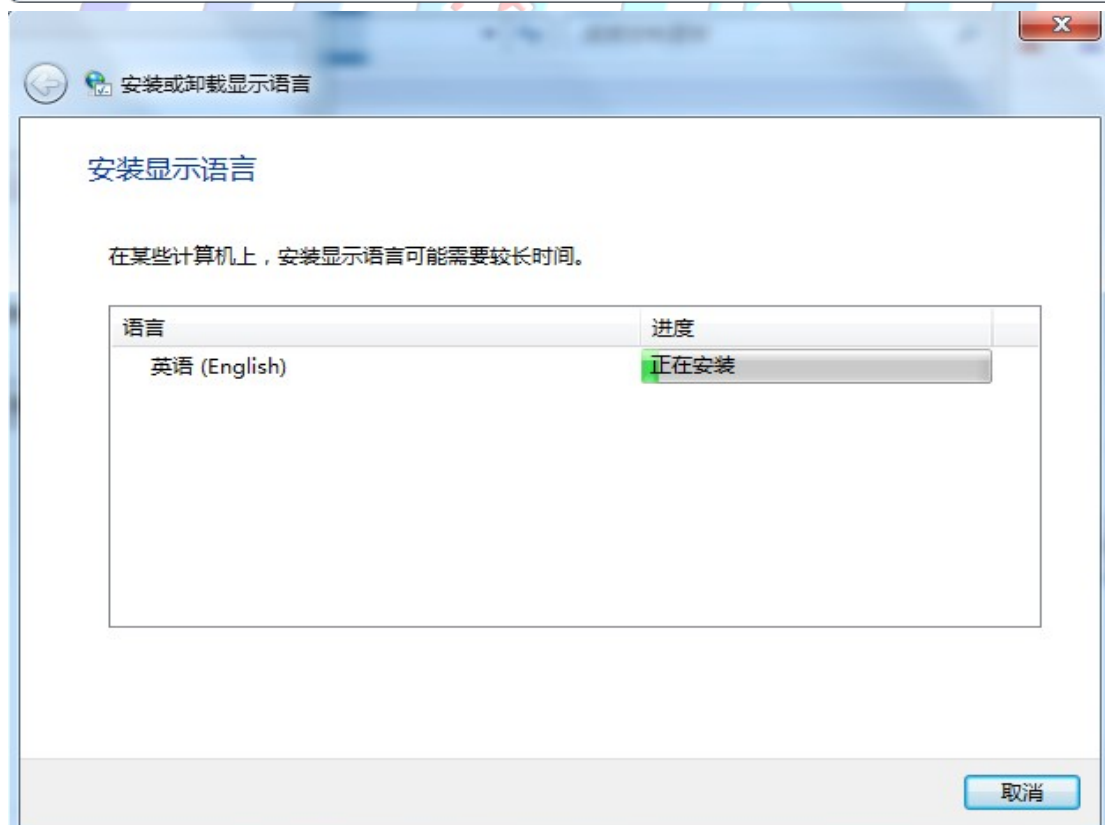 安装或卸载显示语言
安装显示语言
在某些计算机上，安装显示语言可能需要较长时间。
语言 进度
英语 (English) 正在安装
取消